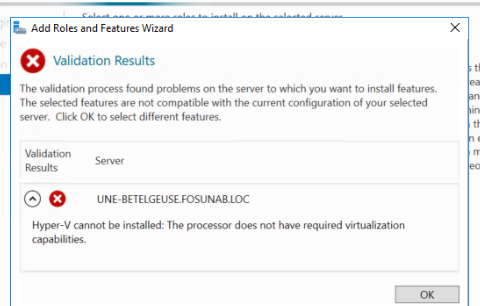 Select one or more roles to install on the selected server
Add Roles and Features Wizard
Validation Results
The validation process found problems on the server to which you want to install features.
The selected features are not compatible with the current configuration of your selected
server. Click OK to select different features.
Validation
Results
Server
UNE-BETELGEUSE.FOSUNAB.LOC
Hyper-V cannot be installed: The processor does not have required virtualization
capabilities.
OK